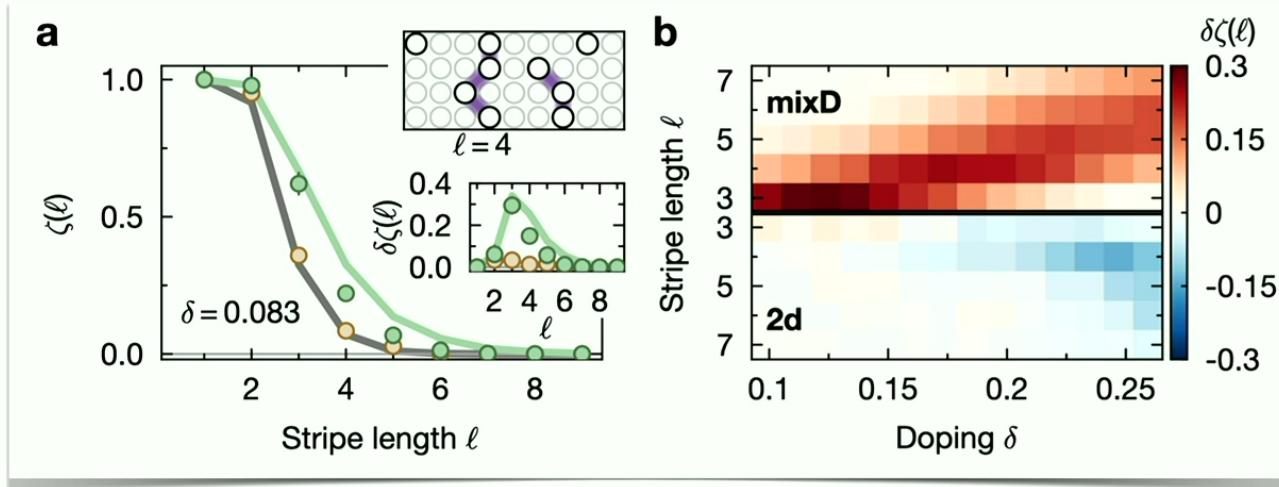 a
1.0
0.5
0.0
ζ(ℓ)
δ = 0.083
2 4 6 8
Stripe length ℓ
ℓ = 4
0.4
0.2
0.0
δζ(ℓ)
2 4 6 8
ℓ
b
δζ(ℓ)
7
5
3
3
5
7
Stripe length ℓ
mixD
2d
0.1 0.15 0.2 0.25
Doping δ
0.3
0.15
0
-0.15
-0.3